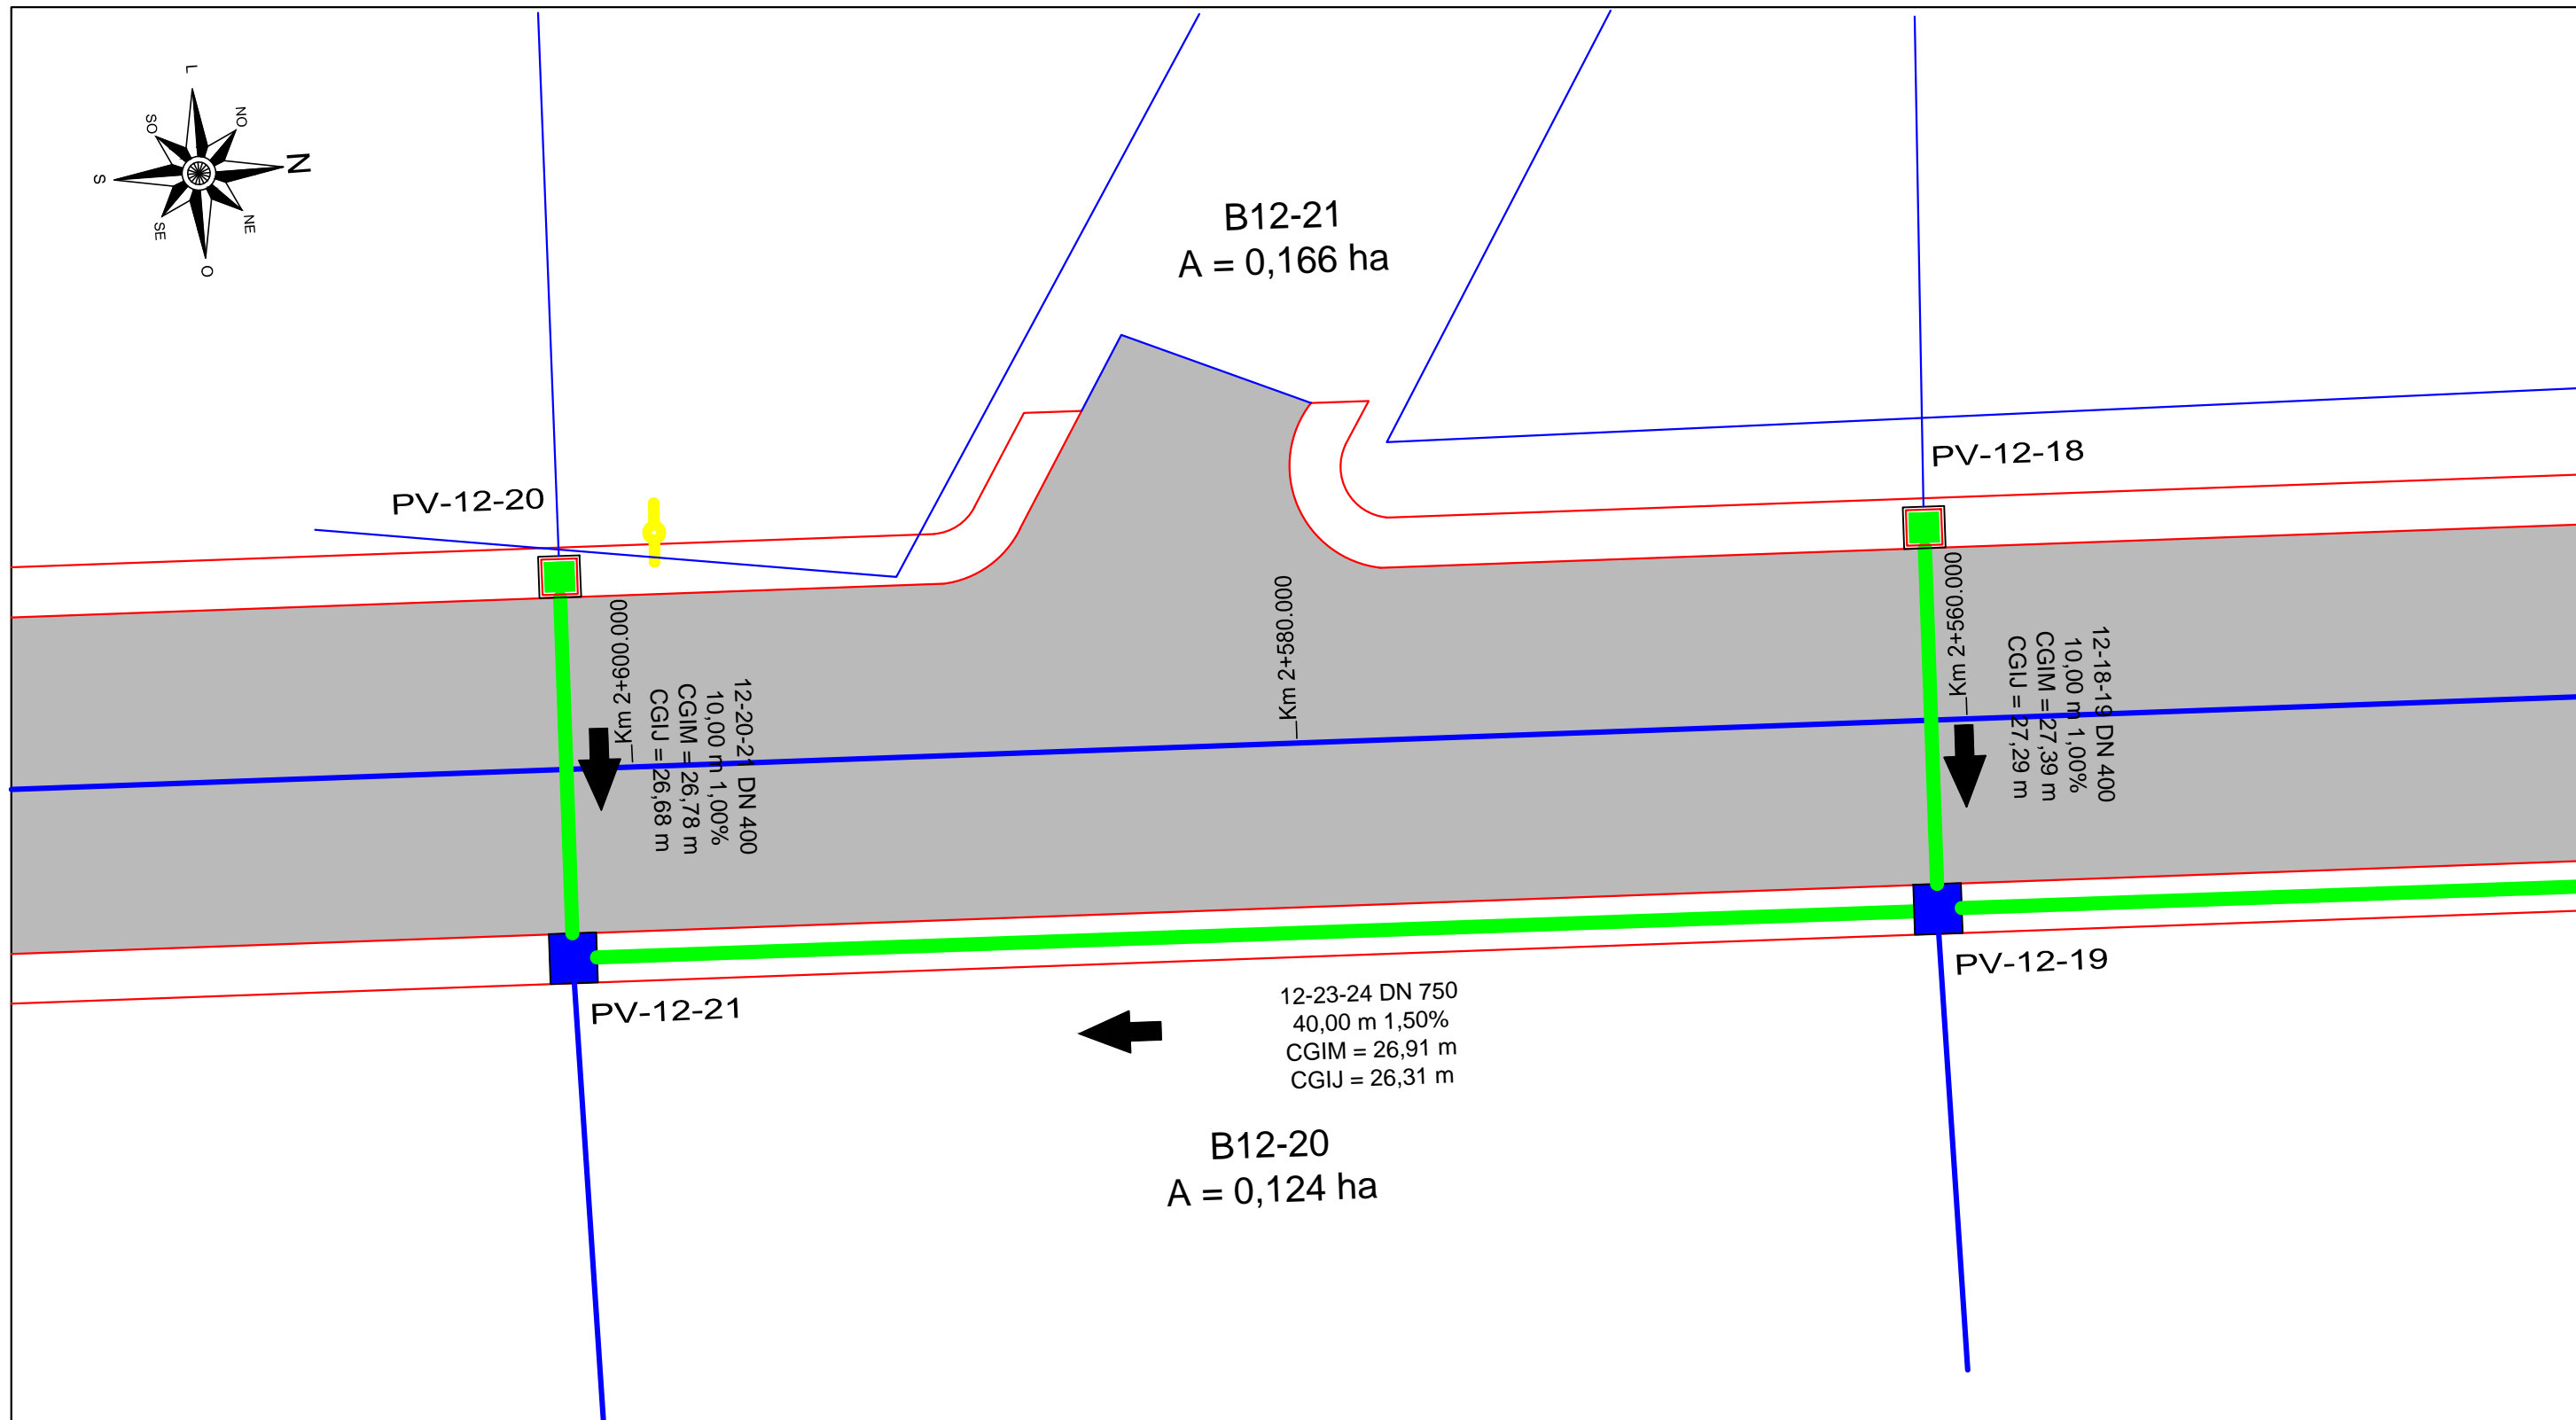 L
NO
N
NE
O
SE
S
SO
B12-21
A = 0,166 ha
PV-12-20
PV-12-18
_Km 2+600.000
12-20-21 DN 400
10,00 m 1,00%
CGIM = 26,78 m
CGIJ = 26,68 m
_Km 2+580.000
_Km 2+560.000
12-18-19 DN 400
10,00 m 1,00%
CGIM = 27,39 m
CGIJ = 27,29 m
PV-12-21
PV-12-19
12-23-24 DN 750
40,00 m 1,50%
CGIM = 26,91 m
CGIJ = 26,31 m
B12-20
A = 0,124 ha